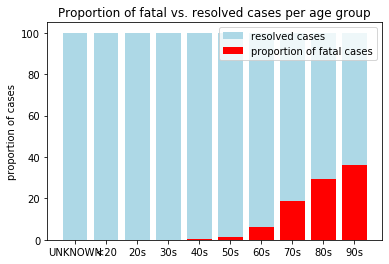 Proportion of fatal vs. resolved cases per age group
resolved cases
proportion of fatal cases
proportion of cases
100
80
60
40
20
0
UNKNOWN <20 20s 30s 40s 50s 60s 70s 80s 90s